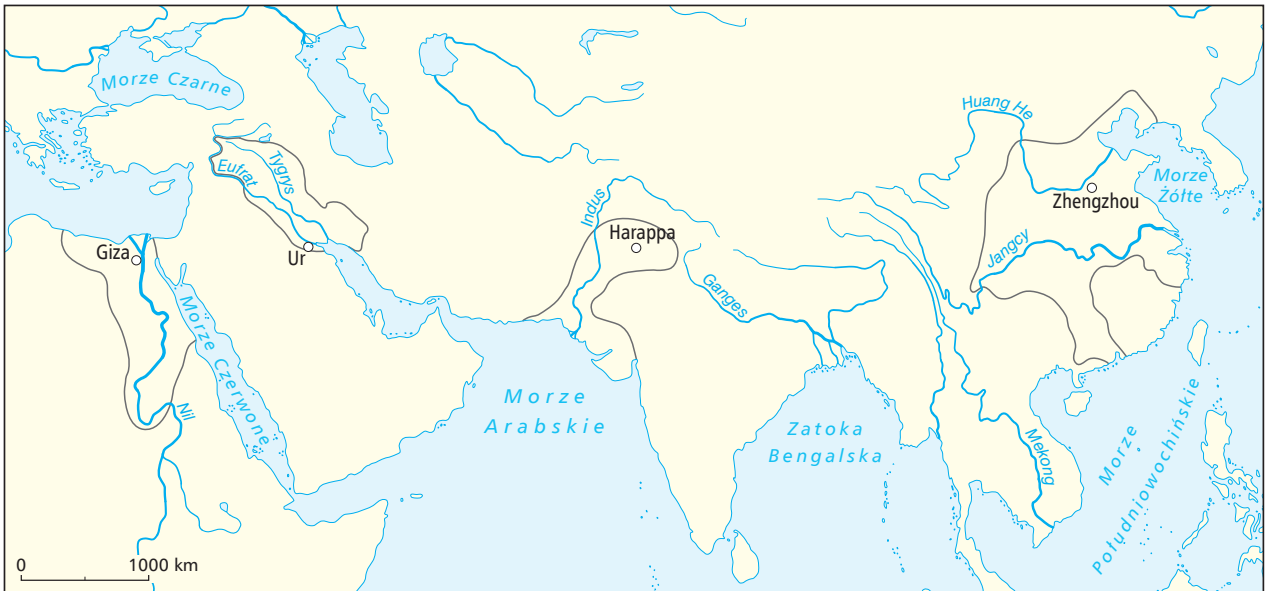 Morze Czarne
Huang He
Eufrat
Tygrys
Indus
Morze
Żółte
Zhengzhou
Giza
Ur
Harappa
Jangcy
Ganges
Morze Czerwone
Nil
Morze
Arabskie
Zatoka
Bengalska
Mekong
Morze
Południowochińskie
0 1000 km